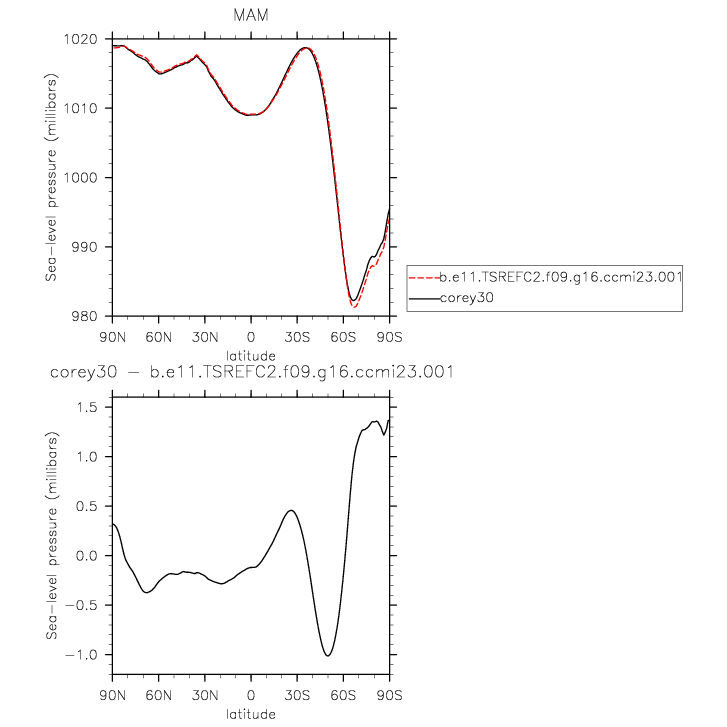 MAM
1020
1010
1000
990
980
Sea-level pressure (millibars)
90N 60N 30N 0 30S 60S 90S
latitude
b.e11.TSREFC2.f09.g16.ccmi23.001
corey30
corey30 - b.e11.TSREFC2.f09.g16.ccmi23.001
1.5
1.0
0.5
0.0
-0.5
-1.0
Sea-level pressure (millibars)
90N 60N 30N 0 30S 60S 90S
latitude